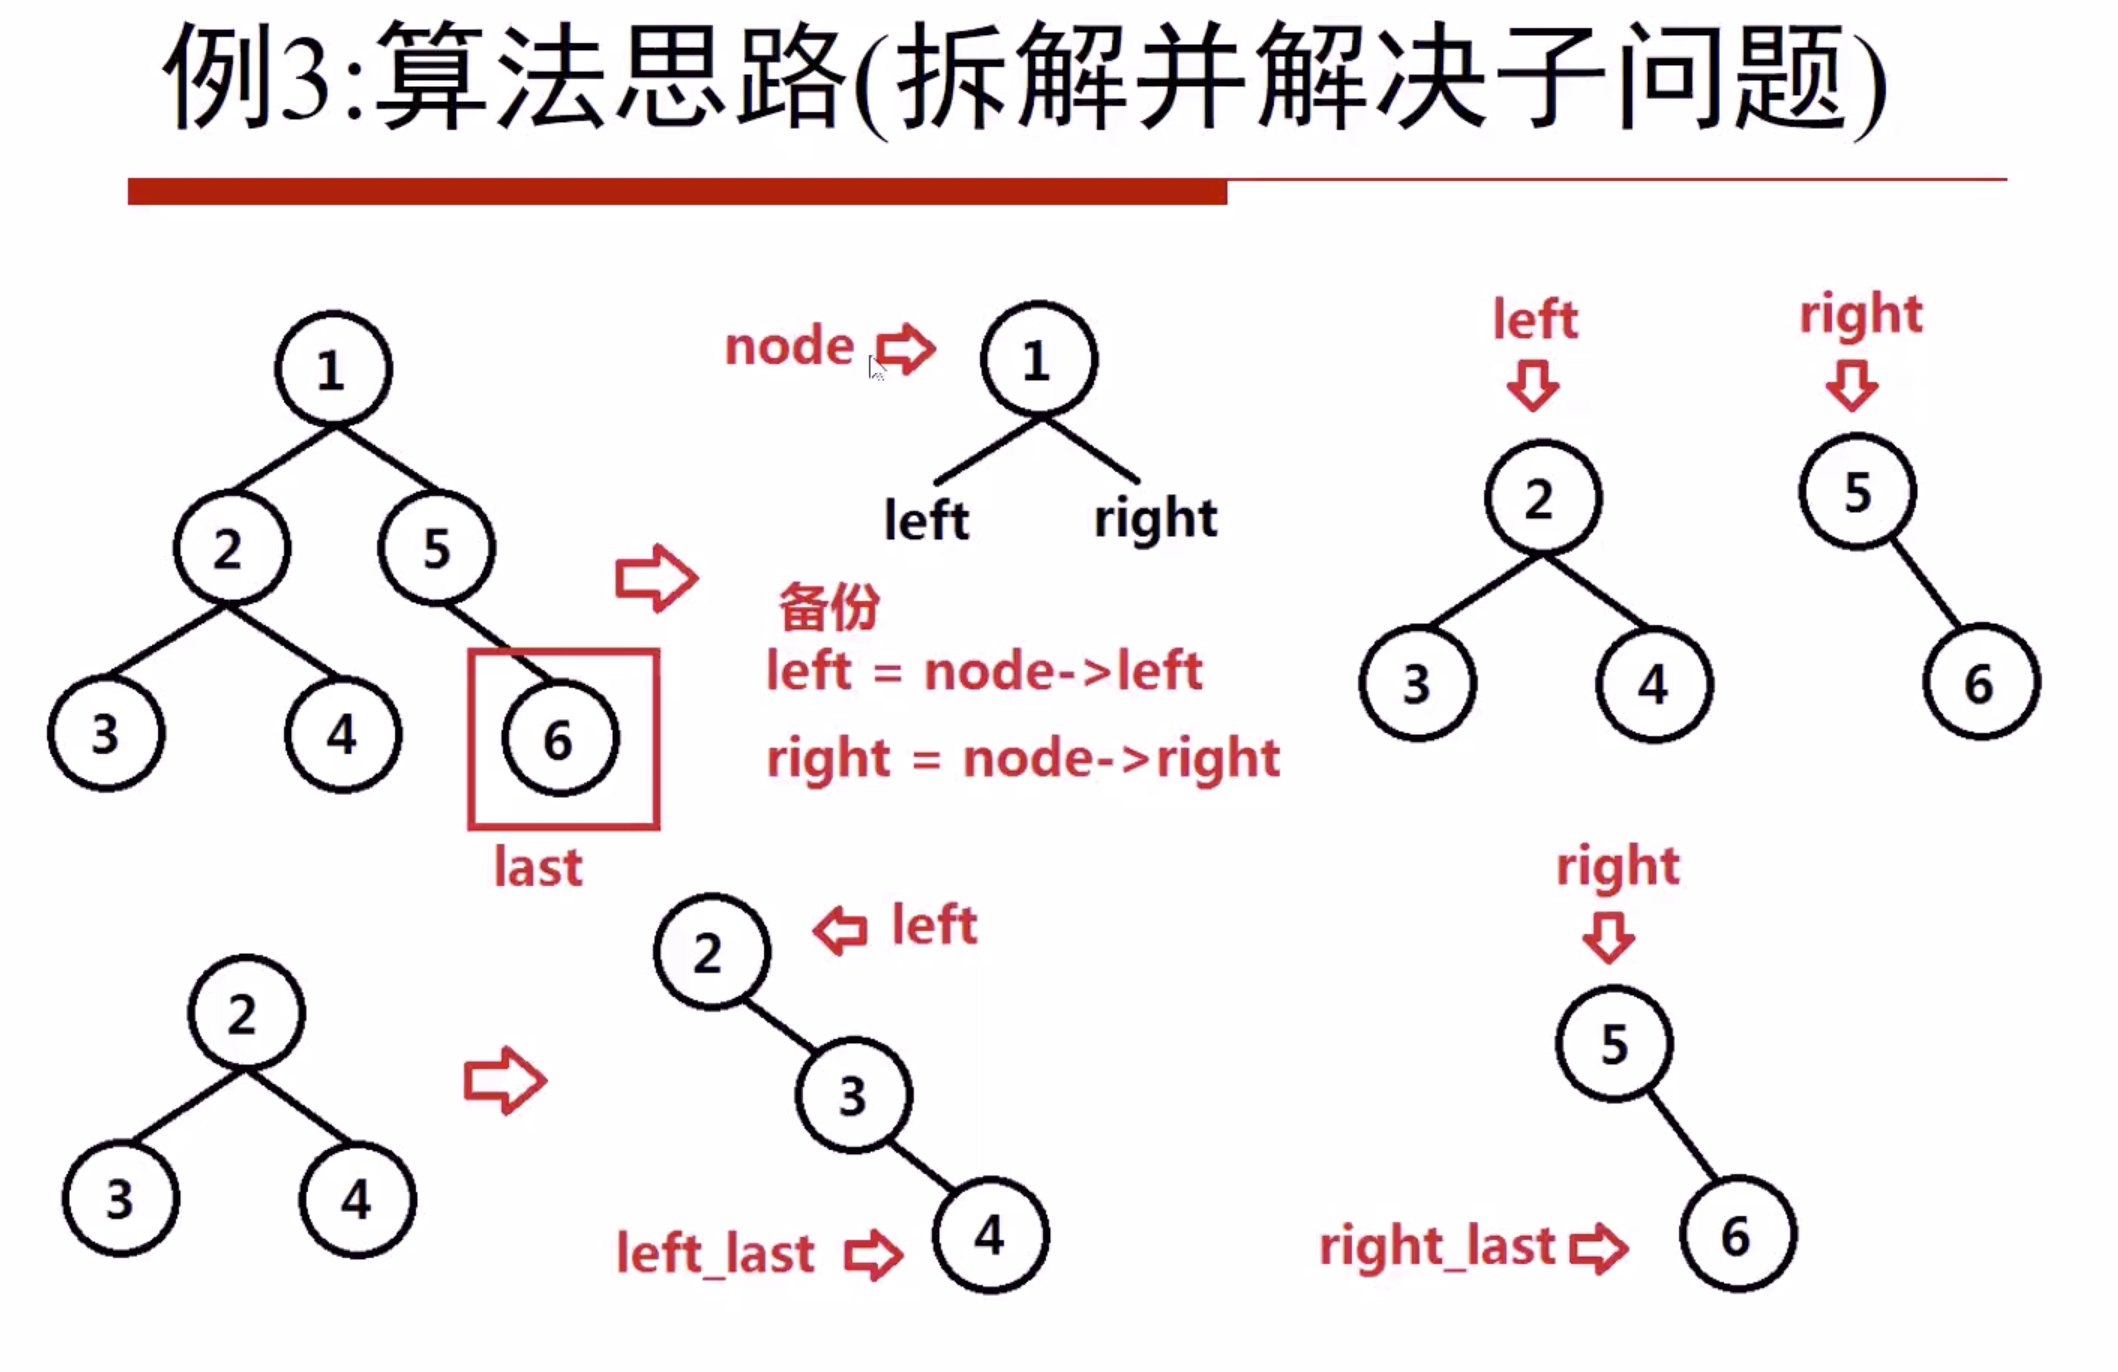 例3:算法思路(拆解并解决子问题)
1
2
5
3
4
6
last
node
1
left
right
备份
left = node->left
right = node->right
left
right
2
5
3
4
6
2
3
4
2
left
3
left_last
4
right
5
right_last
6